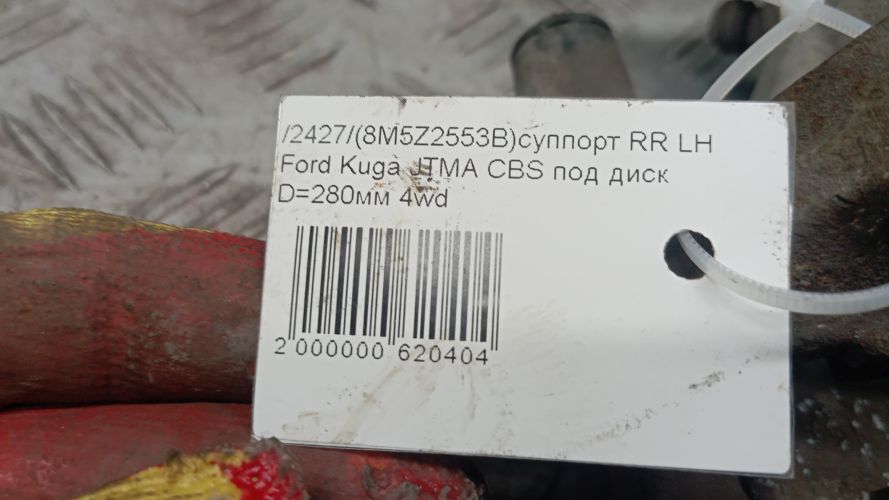 /2427/(8M5Z2553B)суппорт RR LH
Ford Kuga JTMA CBS под диск
D=280мм 4wd
2 000000 620404